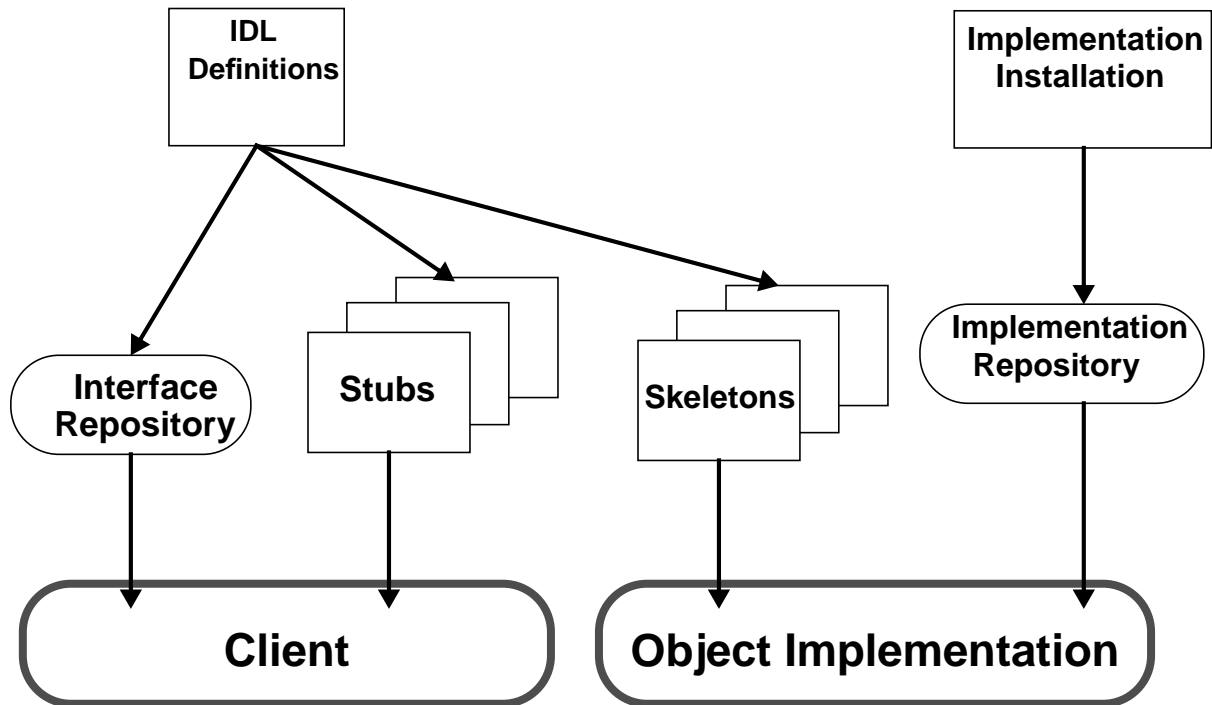 IDL
Definitions
Implementation
Installation
Interface
Repository
Stubs
Skeletons
Implementation
Repository
Client
Object Implementation